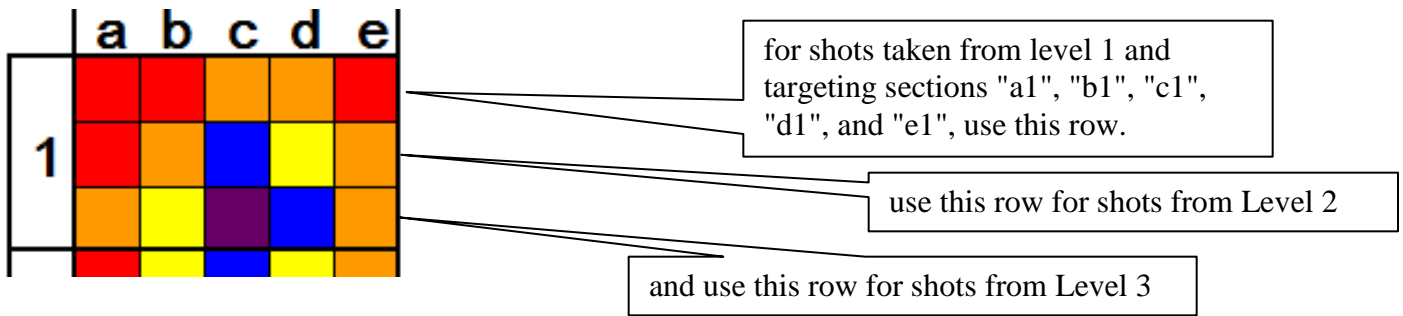 a b c d e
for shots taken from level 1 and
targeting sections "a1", "b1", "c1",
"d1", and "e1", use this row.
1
use this row for shots from Level 2
and use this row for shots from Level 3